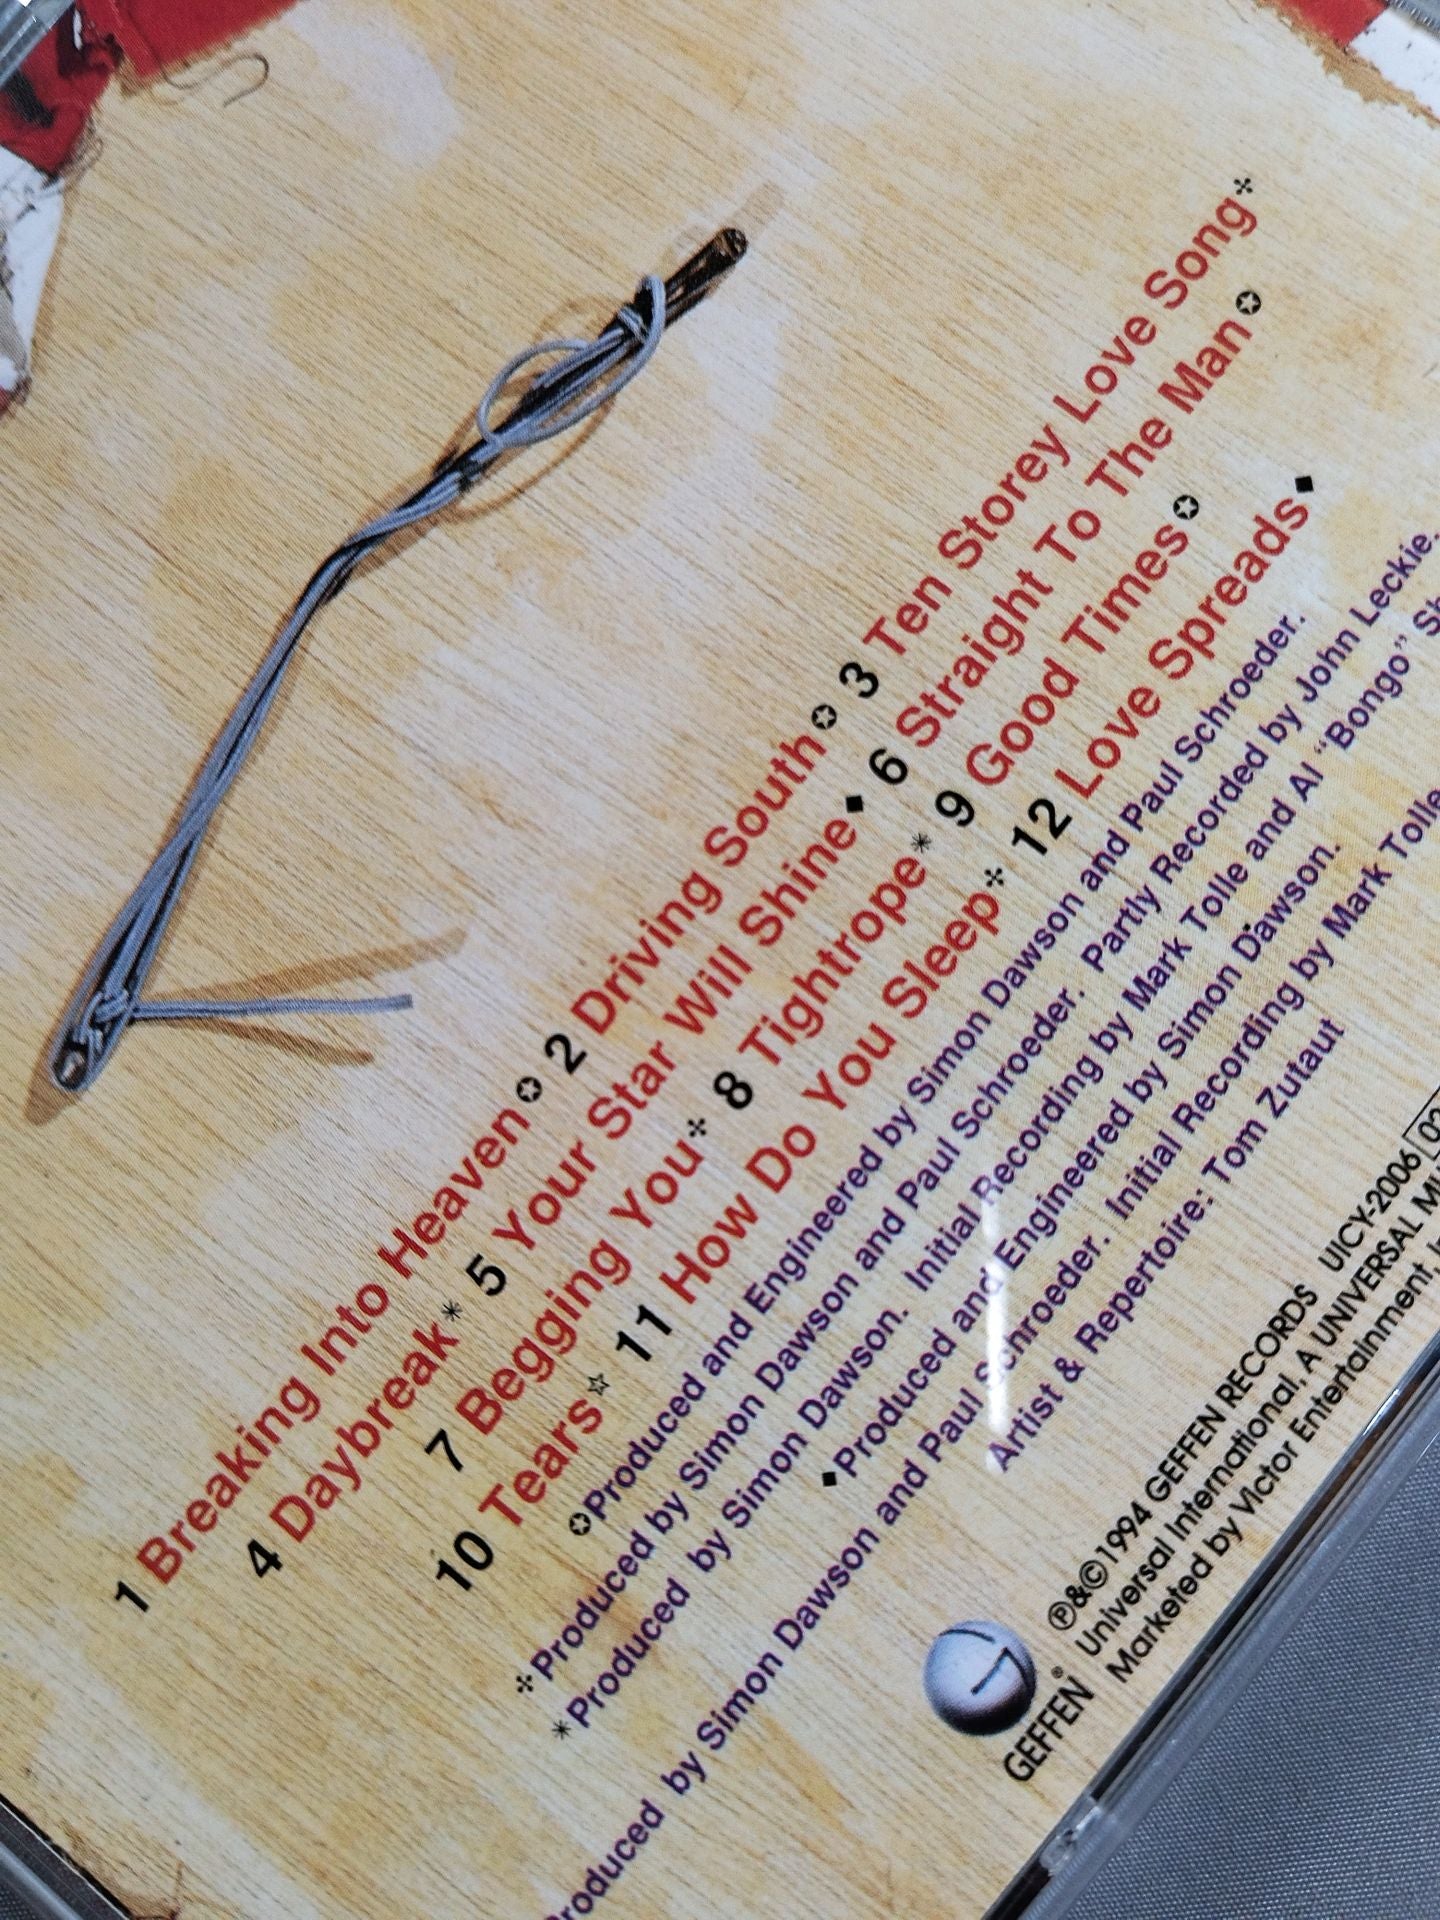 1 Breaking Into Heaven✪ 2 Driving South✪ 3 Ten Storey Love Song✢
4 Daybreak✳ 5 Your Star Will Shine◆ 6 Straight To The Man✪
7 Begging You✢ 8 Tightrope✳ 9 Good Times✪
10 Tears☆ 11 How Do You Sleep✢ 12 Love Spreads◆
✪Produced and Engineered by Simon Dawson and Paul Schroeder.
✢Produced by Simon Dawson and Paul Schroeder. Partly Recorded by John Leckie.
✳Produced by Simon Dawson. Initial Recording by Mark Tolle and Al "Bongo" Sh
◆Produced and Engineered by Simon Dawson.
Produced by Simon Dawson and Paul Schroeder. Initial Recording by Mark Tolle
Artist & Repertoire: Tom Zutaut
GEFFEN®
℗&©1994 GEFFEN RECORDS UICY-2006
Universal International, A UNIVERSAL
Marketed by Victor Entertainment,